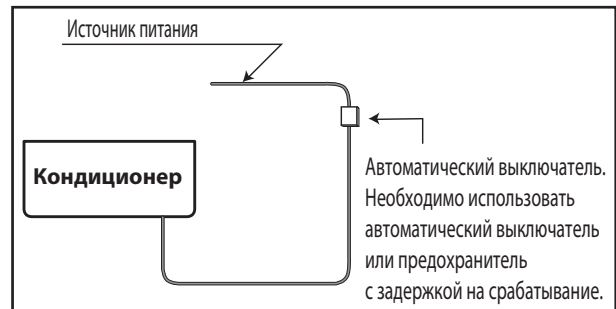 Источник питания
Кондиционер
Автоматический выключатель.
Необходимо использовать
автоматический выключатель
или предохранитель
с задержкой на срабатывание.